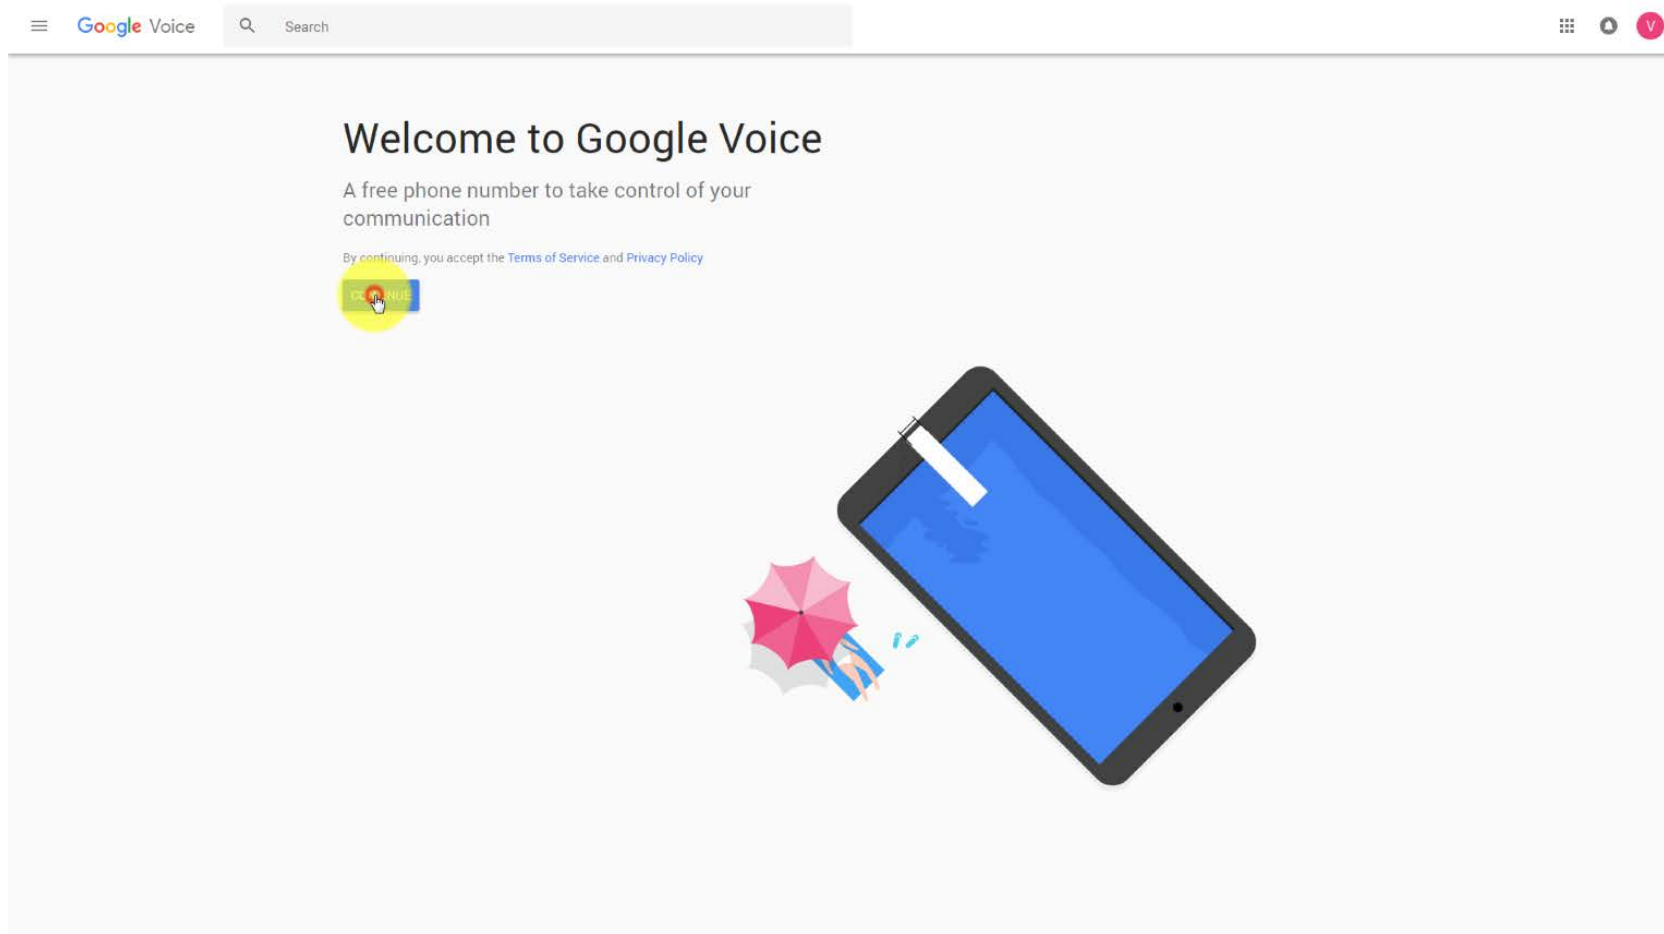 Google Voice
Search
V
Welcome to Google Voice
A free phone number to take control of your
communication
By continuing, you accept the Terms of Service and Privacy Policy
CONTINUE